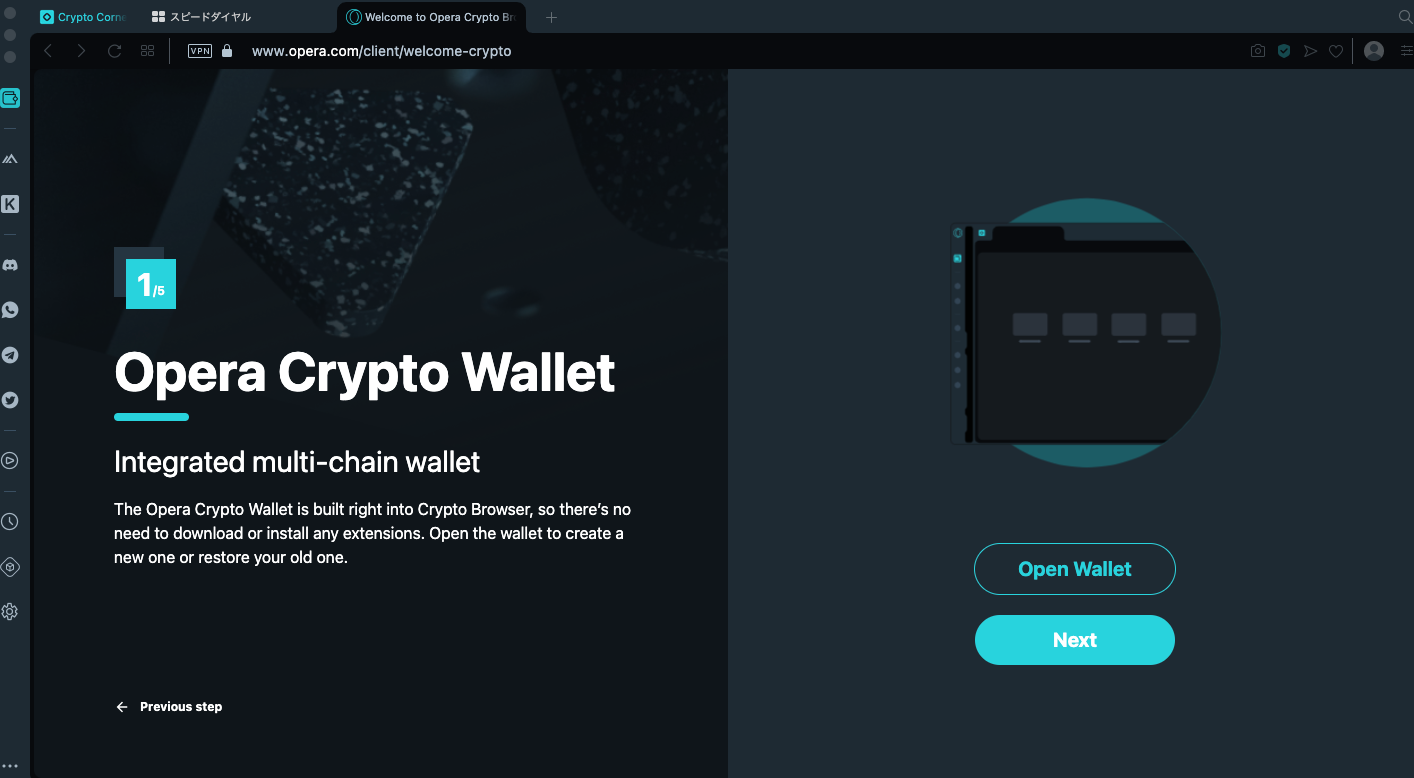 Crypto Corne
スピードダイヤル
Welcome to Opera Crypto Br
VPN
www.opera.com/client/welcome-crypto
K
1/5
Opera Crypto Wallet
Integrated multi-chain wallet
The Opera Crypto Wallet is built right into Crypto Browser, so there’s no
need to download or install any extensions. Open the wallet to create a
new one or restore your old one.
Open Wallet
Next
Previous step